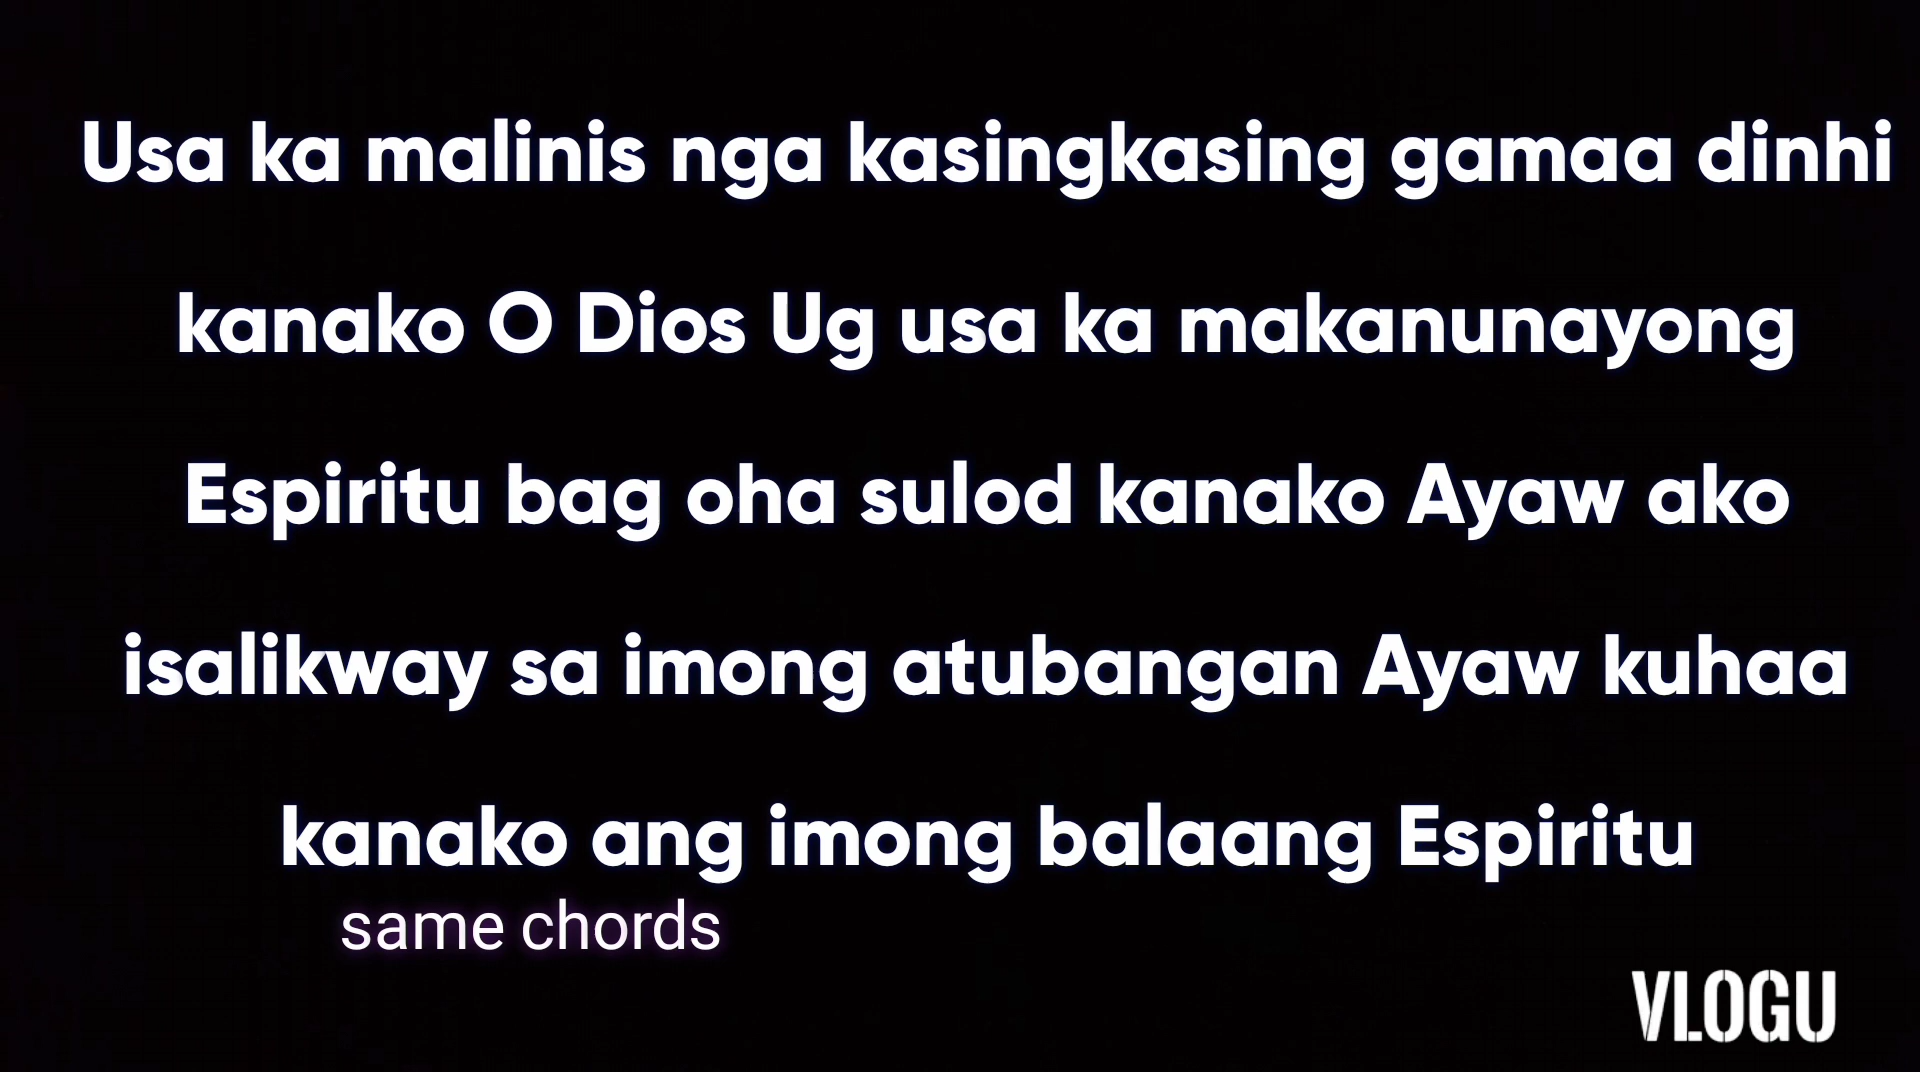 Usa ka malinis nga kasingkasing gamaa dinhi
kanako O Dios Ug usa ka makanunayong
Espiritu bag oha sulod kanako Ayaw ako
isalikway sa imong atubangan Ayaw kuhaa
kanako ang imong balaang Espiritu
same chords
VLOGU